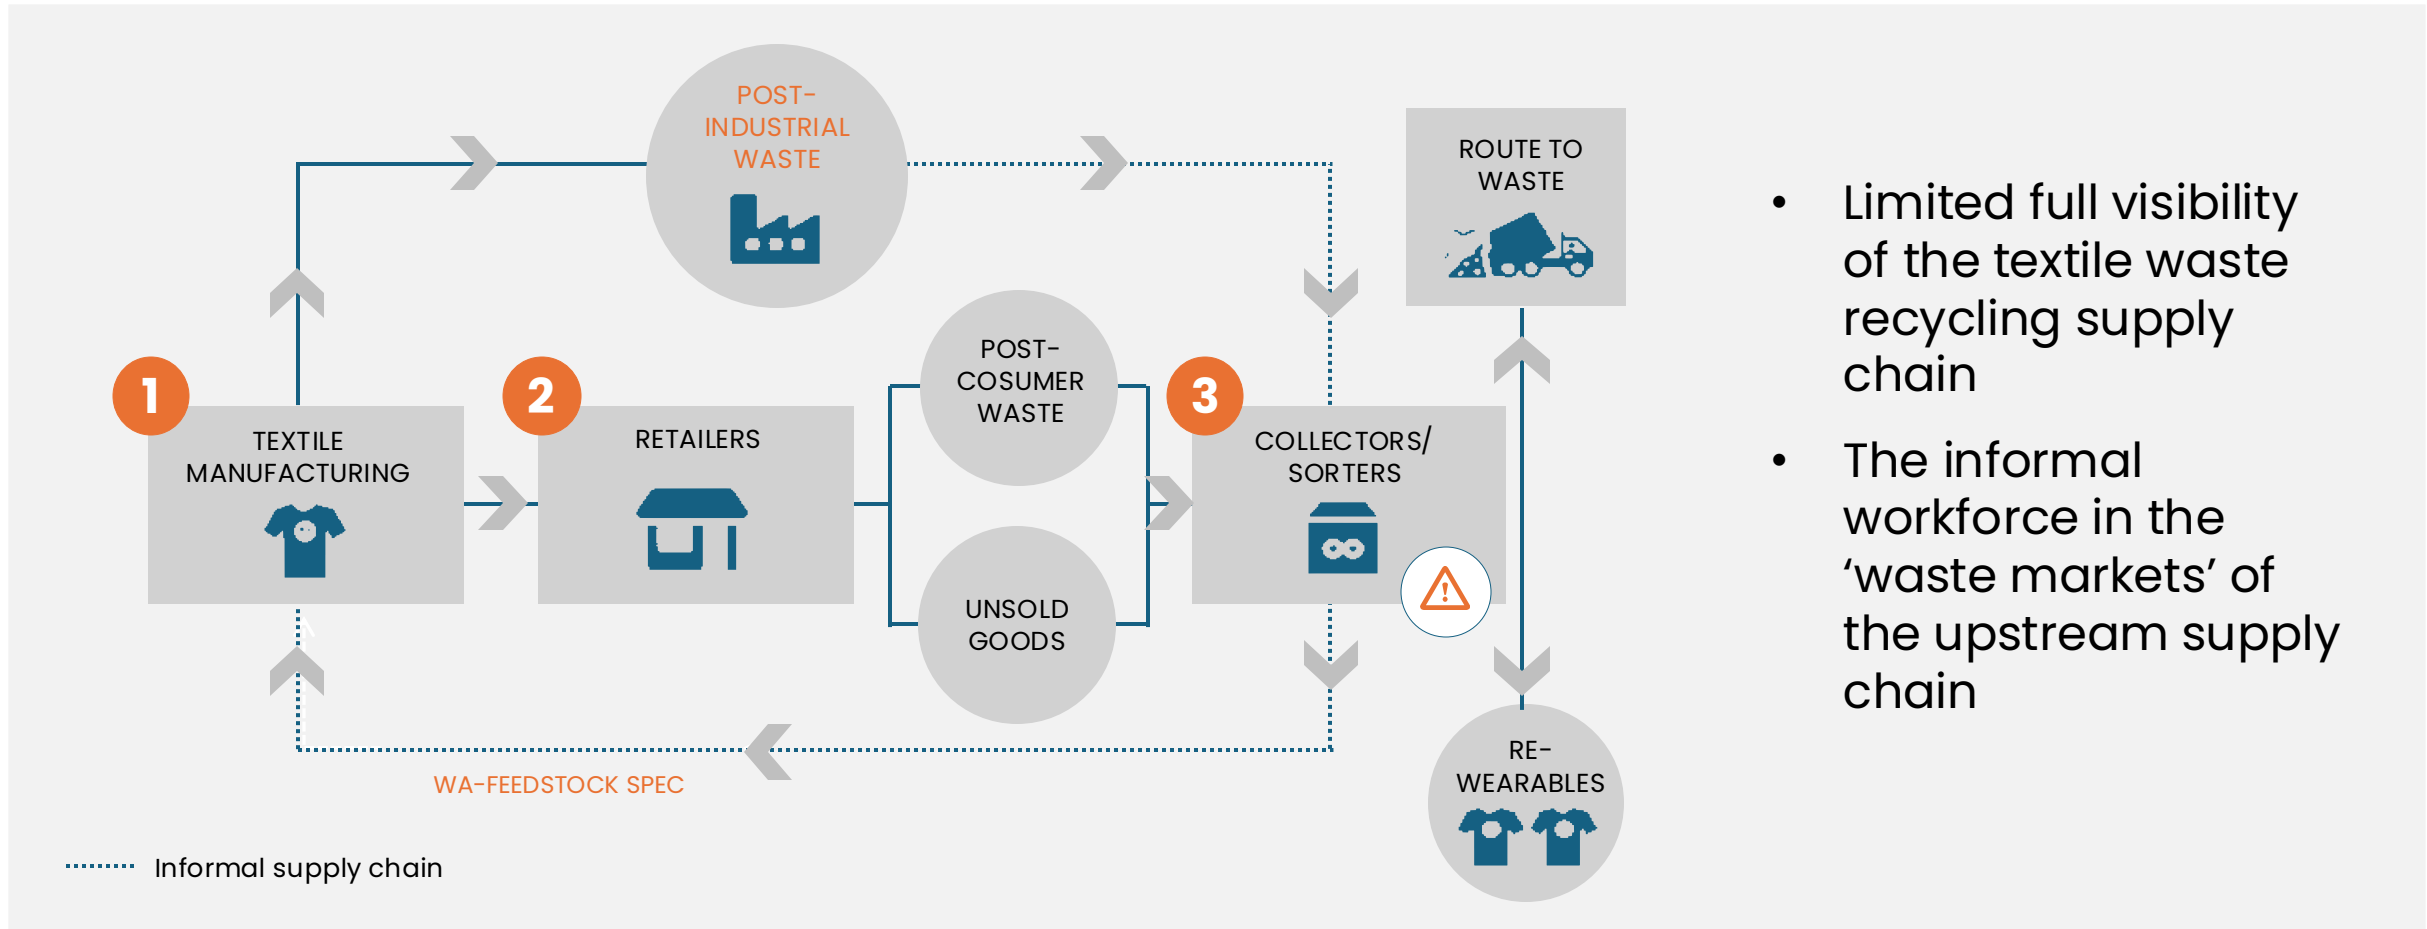 POST-
INDUSTRIAL
WASTE
ROUTE TO
WASTE
1
TEXTILE
MANUFACTURING
2
RETAILERS
POST-
COSUMER
WASTE
UNSOLD
GOODS
3
COLLECTORS/
SORTERS
RE-
WEARABLES
WA-FEEDSTOCK SPEC
Informal supply chain
• Limited full visibility
of the textile waste
recycling supply
chain
• The informal
workforce in the
‘waste markets’ of
the upstream supply
chain